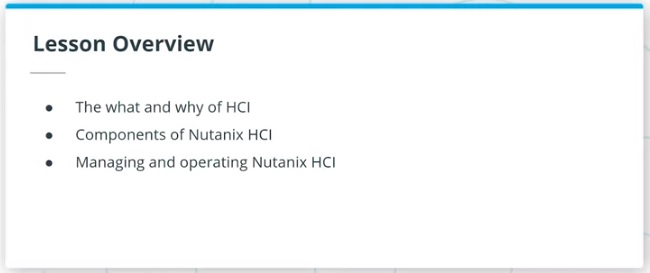 Lesson Overview
● The what and why of HCI
● Components of Nutanix HCI
● Managing and operating Nutanix HCI